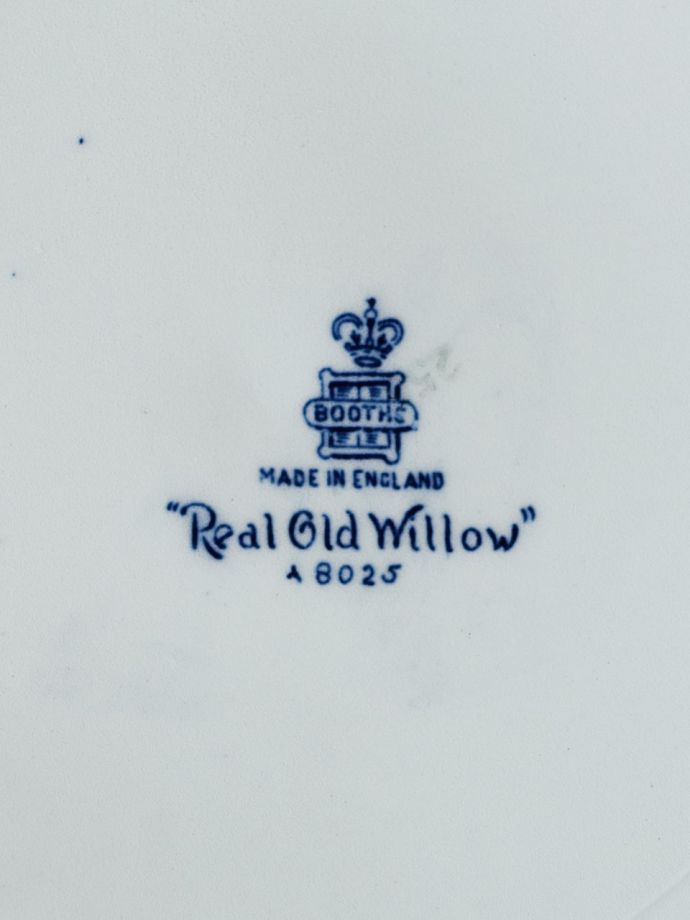 BOOTHS
MADE IN ENGLAND
"Real Old Willow"
A 8025